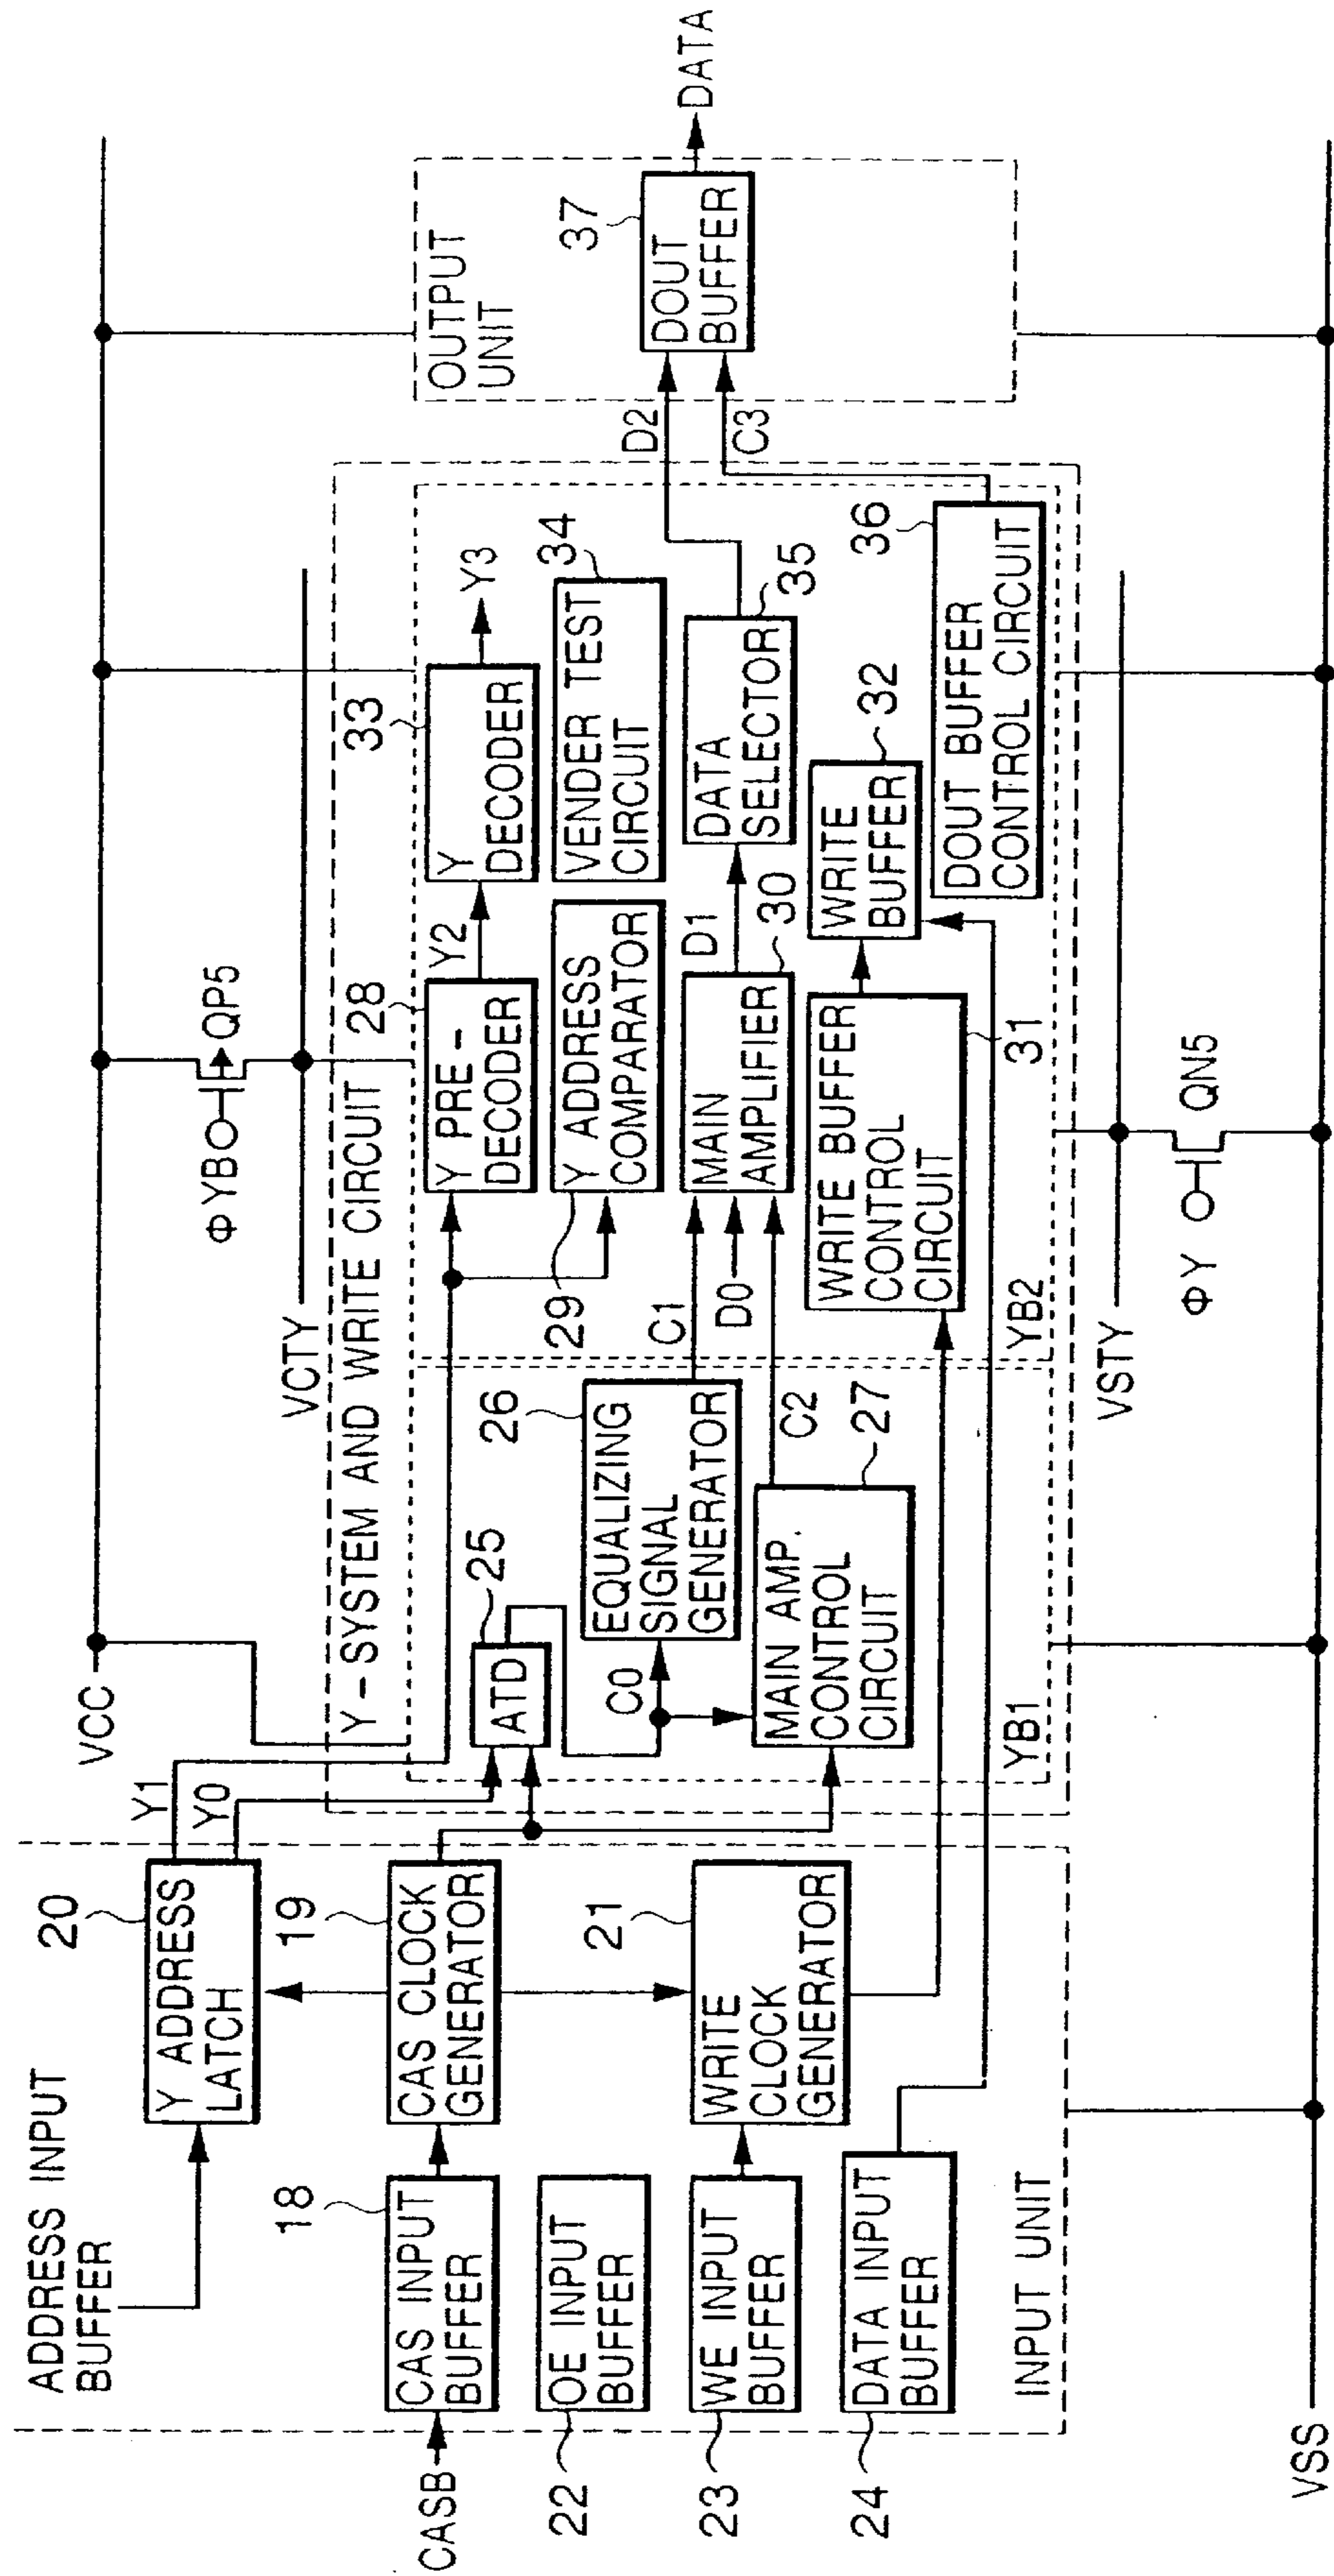 ADDRESS INPUT
BUFFER
20
Y ADDRESS
LATCH
Y1
Y0
VCC
CASB
18
CAS INPUT
BUFFER
19
CAS CLOCK
GENERATOR
22
OE INPUT
BUFFER
23
WE INPUT
BUFFER
21
WRITE
CLOCK
GENERATOR
24
DATA INPUT
BUFFER
INPUT UNIT
VSS
Y-SYSTEM AND WRITE CIRCUIT
VCTY
ΦYB
QP5
25
ATD
C0
26
EQUALIZING
SIGNAL
GENERATOR
C1
MAIN AMP.
CONTROL
CIRCUIT
27
C2
YB1
28
Y PRE-
DECODER
Y2
33
Y
DECODER
Y3
29
Y ADDRESS
COMPARATOR
34
VENDER TEST
CIRCUIT
D0
MAIN
AMPLIFIER
30
D1
DATA
SELECTOR
35
D2
WRITE BUFFER
CONTROL
CIRCUIT
31
WRITE
BUFFER
32
36
DOUT BUFFER
CONTROL CIRCUIT
C3
YB2
VSTY
ΦY
QN5
OUTPUT
UNIT
37
DOUT
BUFFER
DATA